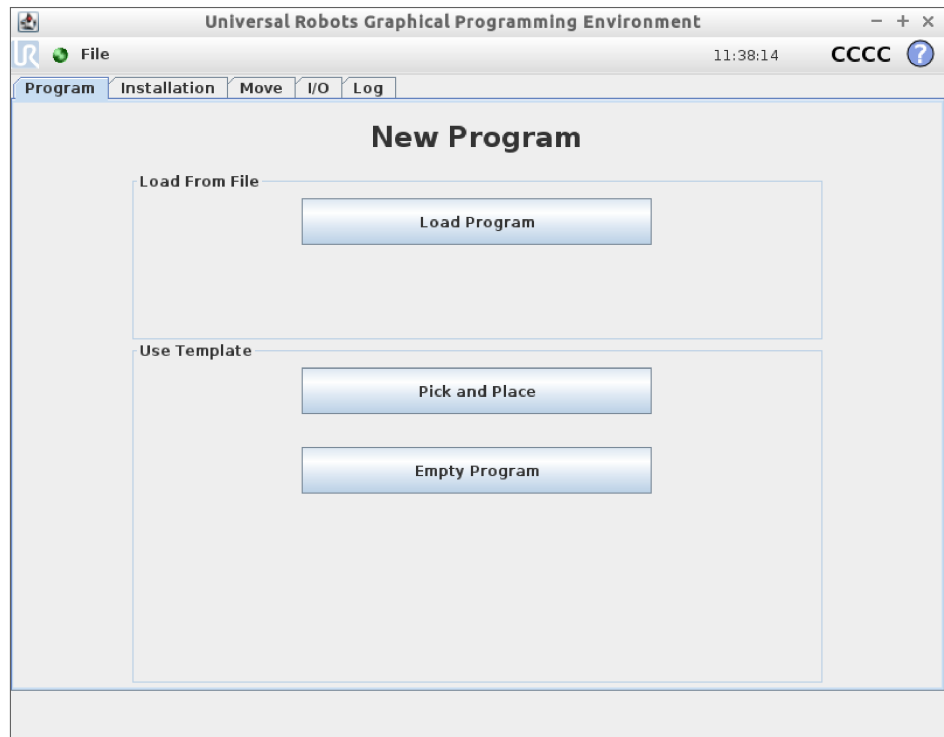 Universal Robots Graphical Programming Environment
UR File 11:38:14 CCCC ?
Program Installation Move I/O Log
New Program
Load From File
Load Program
Use Template
Pick and Place
Empty Program